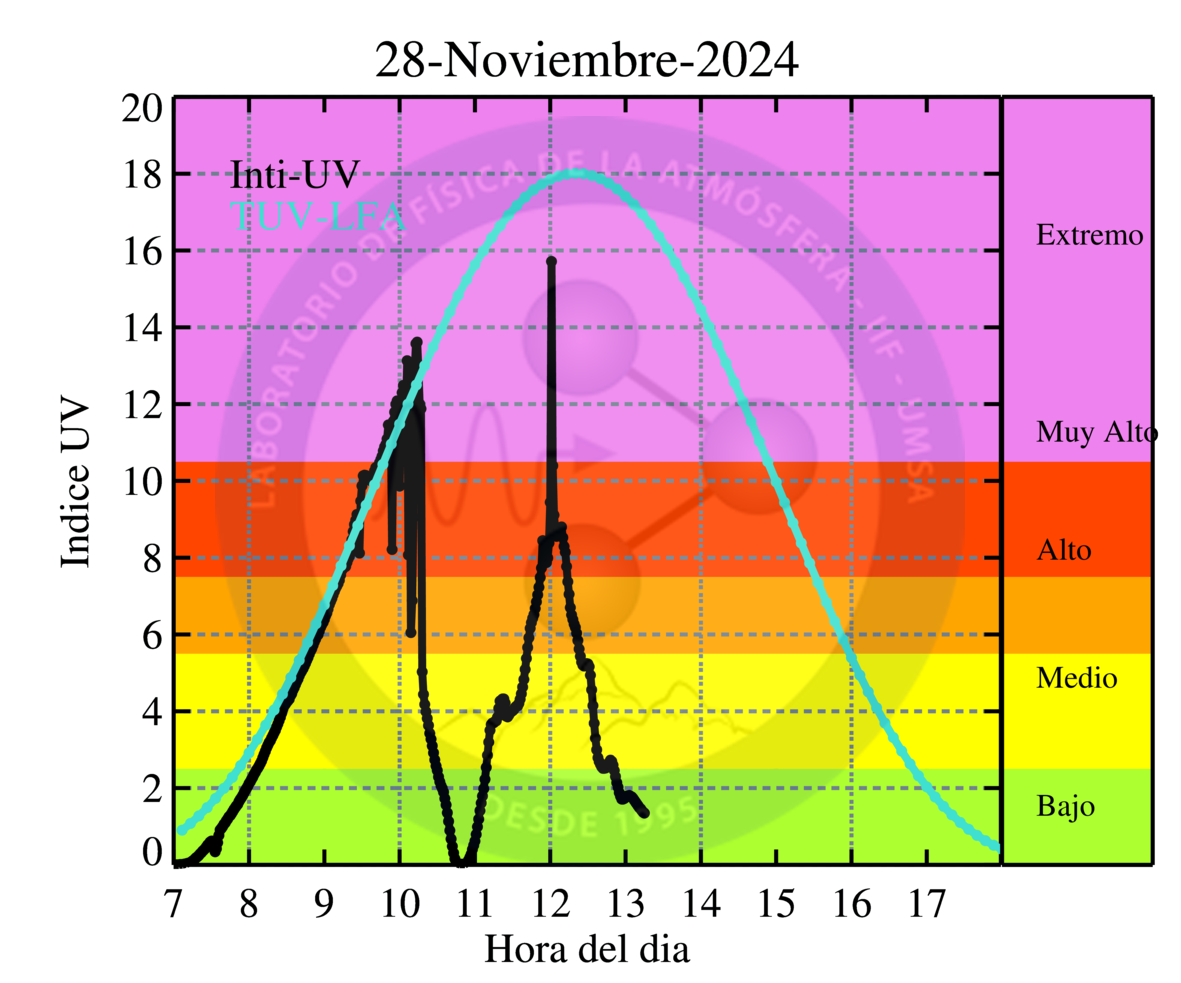 28-Noviembre-2024
20
18
16
14
12
10
8
6
4
2
0
Indice UV
Inti-UV
TUV-LFA
LABORATORIO DE FÍSICA DE LA ATMÓSFERA - IIF - UMSA
DESDE 1995
Extremo
Muy Alto
Alto
Medio
Bajo
7 8 9 10 11 12 13 14 15 16 17
Hora del dia